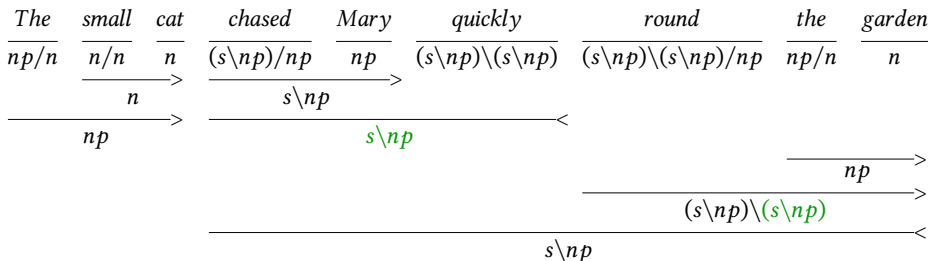 The small cat chased Mary quickly round the garden
np/n n/n n (s\np)/np np (s\np)\(s\np) (s\np)\(s\np)/np np/n n
> >
n s\np
> <
np s\np
>
np
>
(s\np)\(s\np)
<
s\np